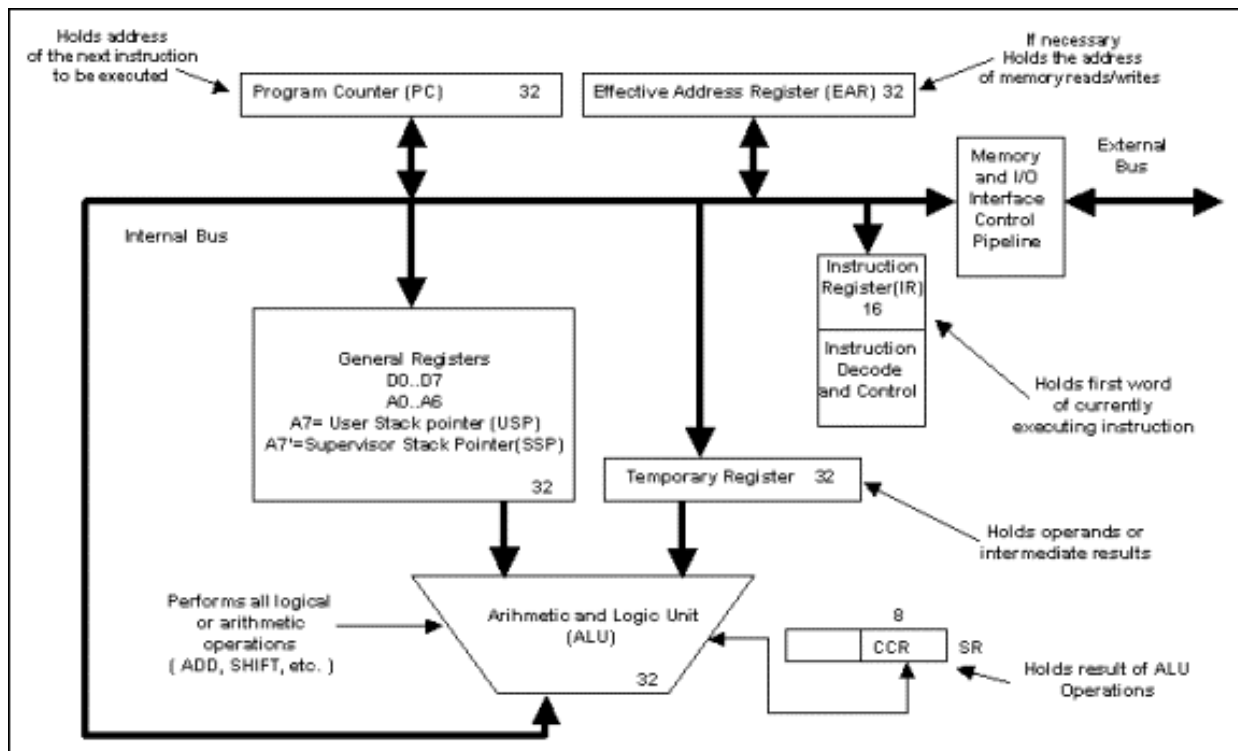 Holds address
of the next instruction
to be executed
If necessary
Holds the address
of memory reads/writes
Program Counter (PC) 32
Effective Address Register (EAR) 32
Memory
and I/O
Interface
Control
Pipeline
External
Bus
Internal Bus
Instruction
Register(IR)
16
Instruction
Decode
and Control
General Registers
D0..D7
A0..A6
A7= User Stack pointer (USP)
A7'=Supervisor Stack Pointer(SSP)
32
Holds first word
of currently
executing instruction
Temporary Register 32
Holds operands or
intermediate results
Performs all logical
or arithmetic
operations
( ADD, SHIFT, etc. )
Arihmetic and Logic Unit
(ALU)
32
8
CCR SR
Holds result of ALU
Operations